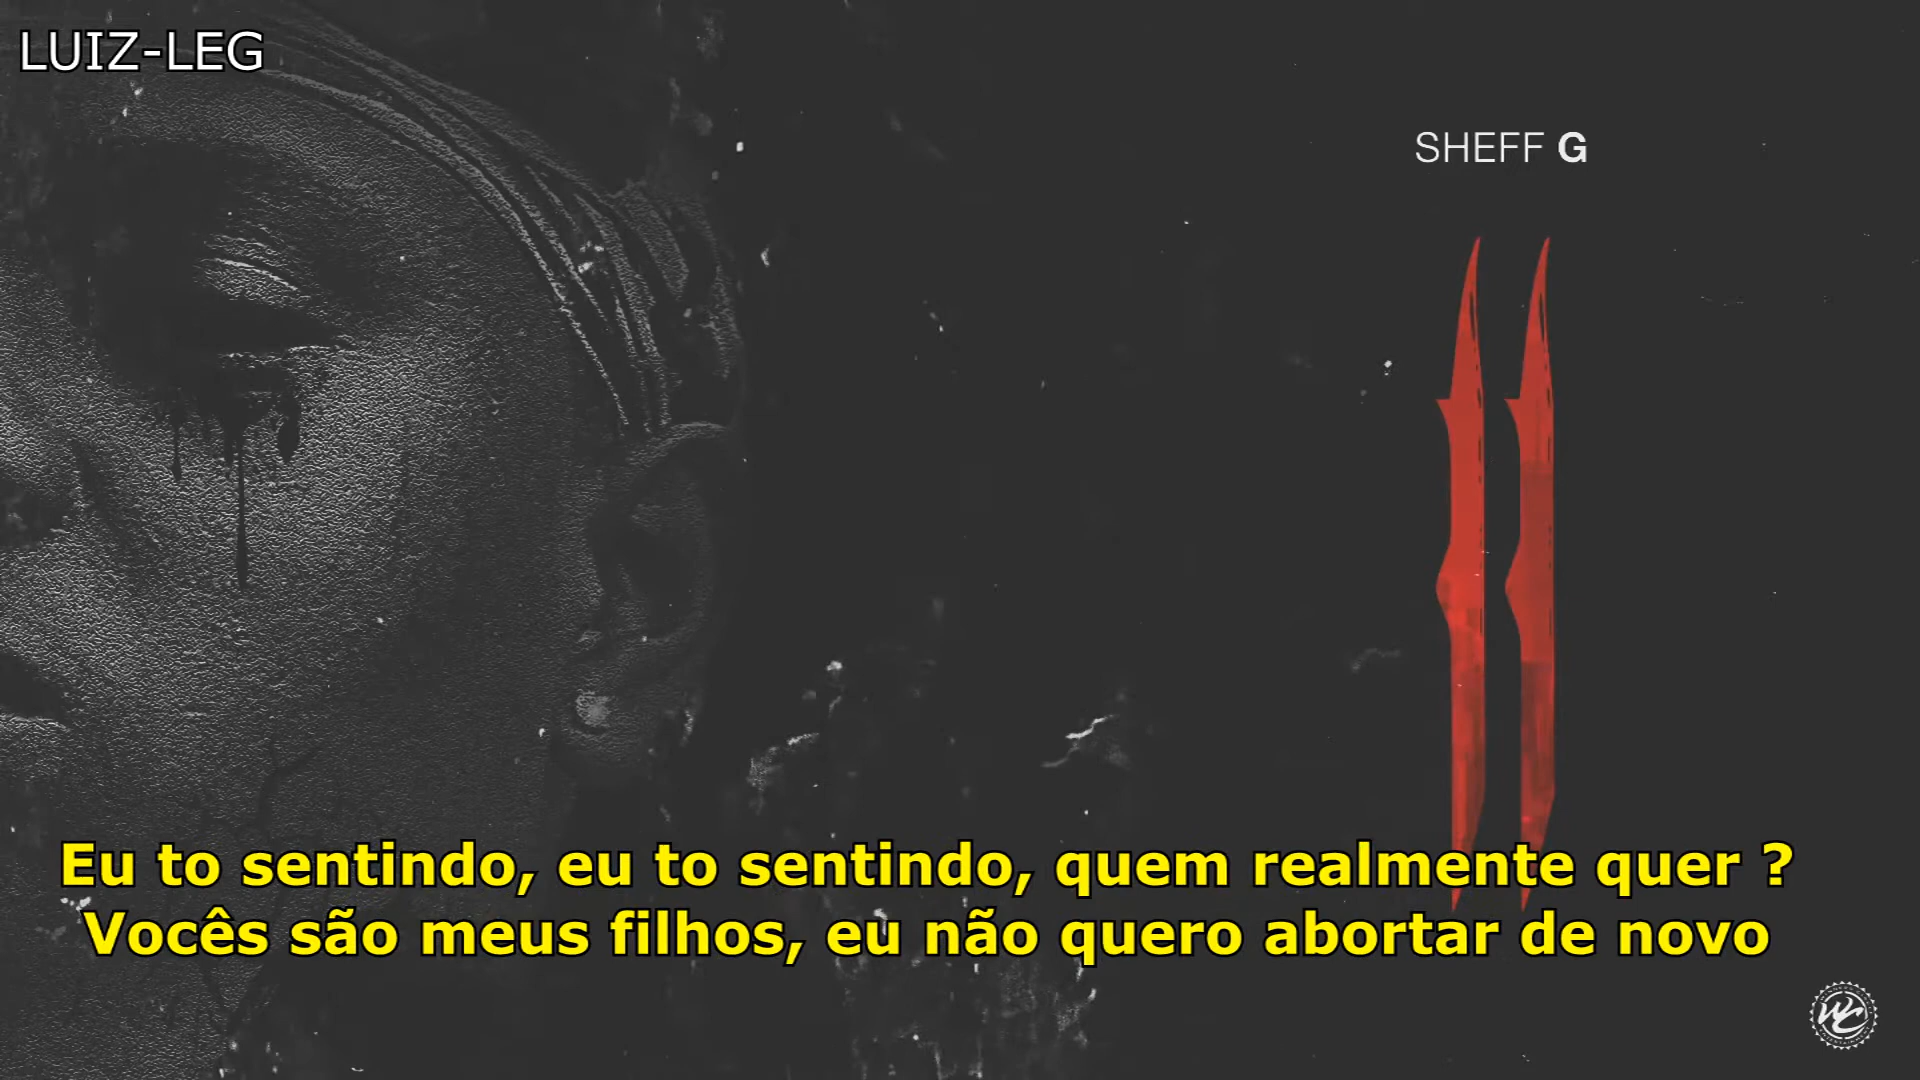 LUIZ-LEG
SHEFF G
Eu to sentindo, eu to sentindo, quem realmente quer ?
Vocês são meus filhos, eu não quero abortar de novo
WC